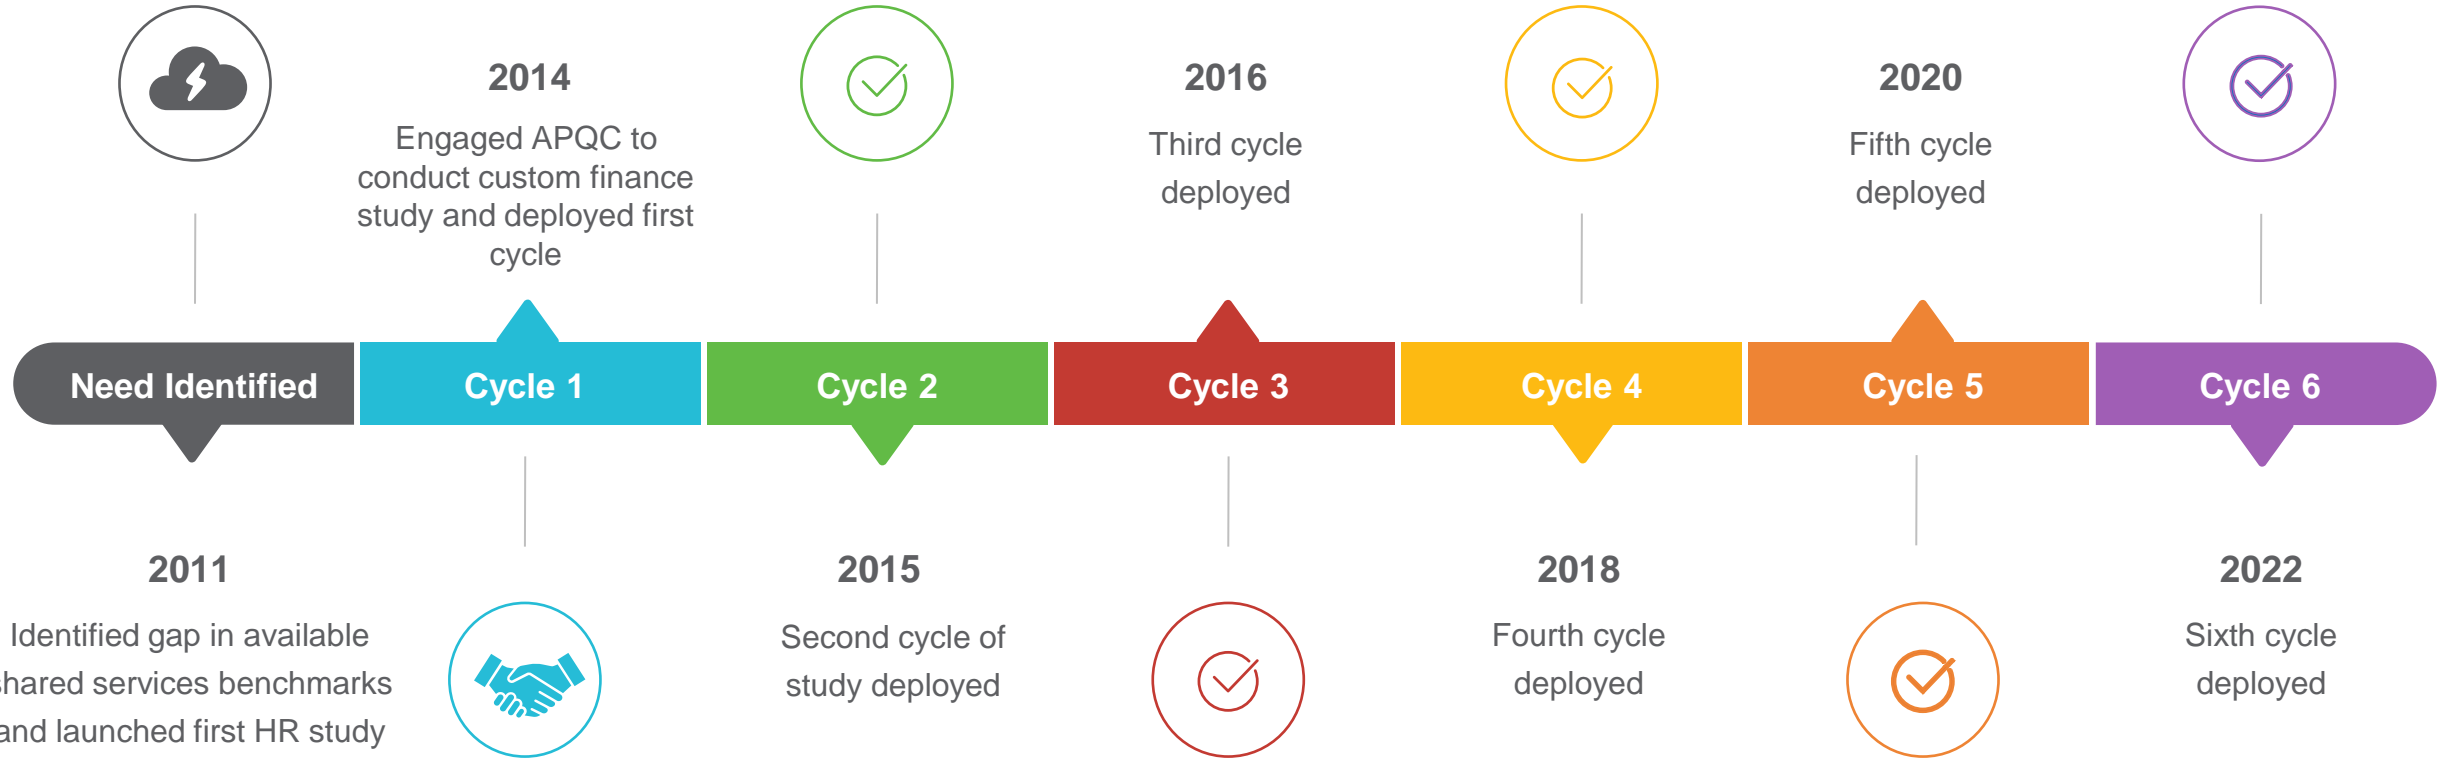 2014
Engaged APQC to
conduct custom finance
study and deployed first
cycle
2016
Third cycle
deployed
2020
Fifth cycle
deployed
Need Identified
Cycle 1
Cycle 2
Cycle 3
Cycle 4
Cycle 5
Cycle 6
2011
Identified gap in available
shared services benchmarks
and launched first HR study
2015
Second cycle of
study deployed
2018
Fourth cycle
deployed
2022
Sixth cycle
deployed